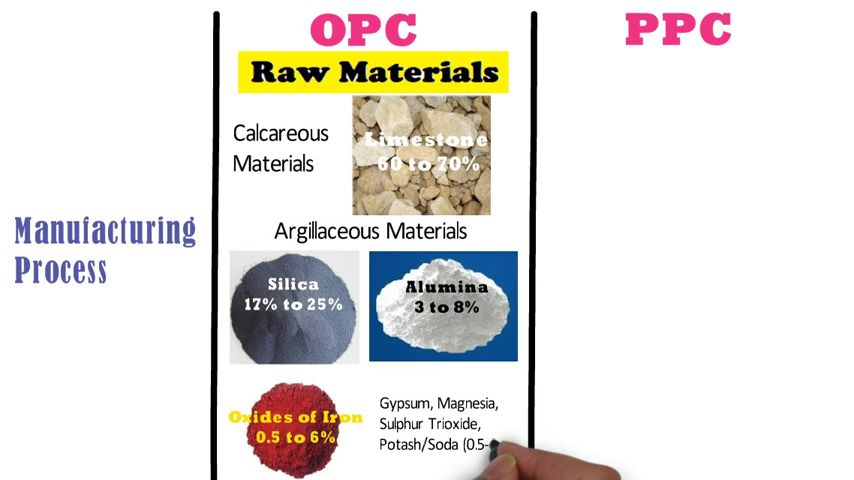 OPC
PPC
Raw Materials
Calcareous
Materials
Limestone
60 to 70%
Manufacturing
Process
Argillaceous Materials
Silica
17% to 25%
Alumina
3 to 8%
Oxides of Iron
0.5 to 6%
Gypsum, Magnesia,
Sulphur Trioxide,
Potash/Soda (0.5-